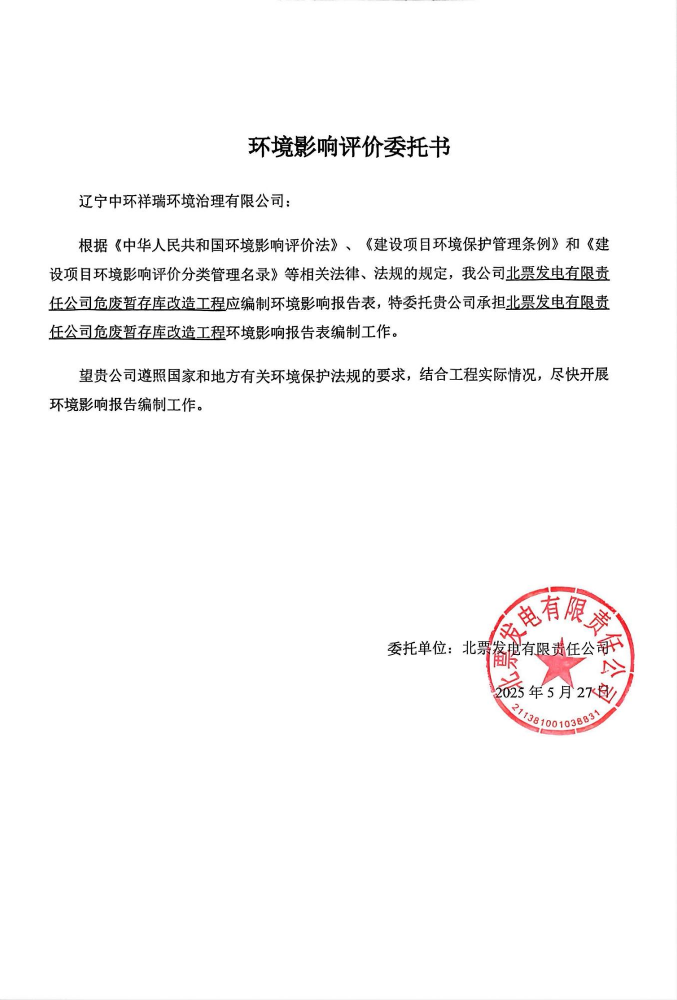 环境影响评价委托书
辽宁中环祥瑞环境治理有限公司：
根据《中华人民共和国环境影响评价法》、《建设项目环境保护管理条例》和《建
设项目环境影响评价分类管理名录》等相关法律、法规的规定，我公司北票发电有限责
任公司危废暂存库改造工程应编制环境影响报告表，特委托贵公司承担北票发电有限责
任公司危废暂存库改造工程环境影响报告表编制工作。
望贵公司遵照国家和地方有关环境保护法规的要求，结合工程实际情况，尽快开展
环境影响报告编制工作。
委托单位：北票发电有限责任公司
2025 年 5 月 27 日
北票发电有限责任公司
211381001038831